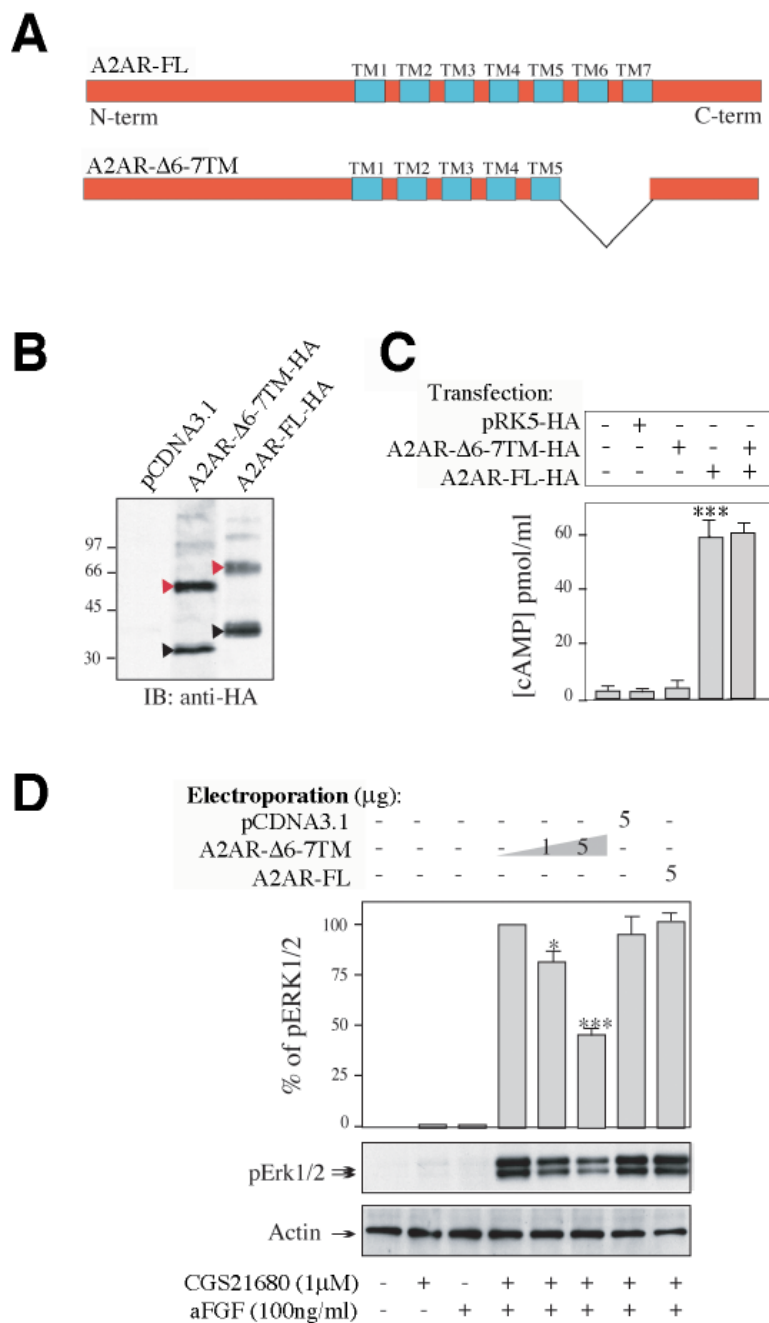 A
A2AR-FL
TM1 TM2 TM3 TM4 TM5 TM6 TM7
N-term C-term
A2AR-Δ6-7TM
TM1 TM2 TM3 TM4 TM5
B
pCDNA3.1
A2AR-Δ6-7TM-HA
A2AR-FL-HA
97
66
45
30
IB: anti-HA
C
Transfection:
pRK5-HA - + - - -
A2AR-Δ6-7TM-HA - - + - +
A2AR-FL-HA - - - + +
[cAMP] pmol/ml
60
40
20
0
***
D
Electroporation (μg):
pCDNA3.1 - - - - 5 -
A2AR-Δ6-7TM - - - 1 5 - -
A2AR-FL - - - - - - - 5
% of pERK1/2
100
75
50
25
0
*
***
pErk1/2
Actin
CGS21680 (1μM) - + - + + + + +
aFGF (100ng/ml) - - + + + + + +